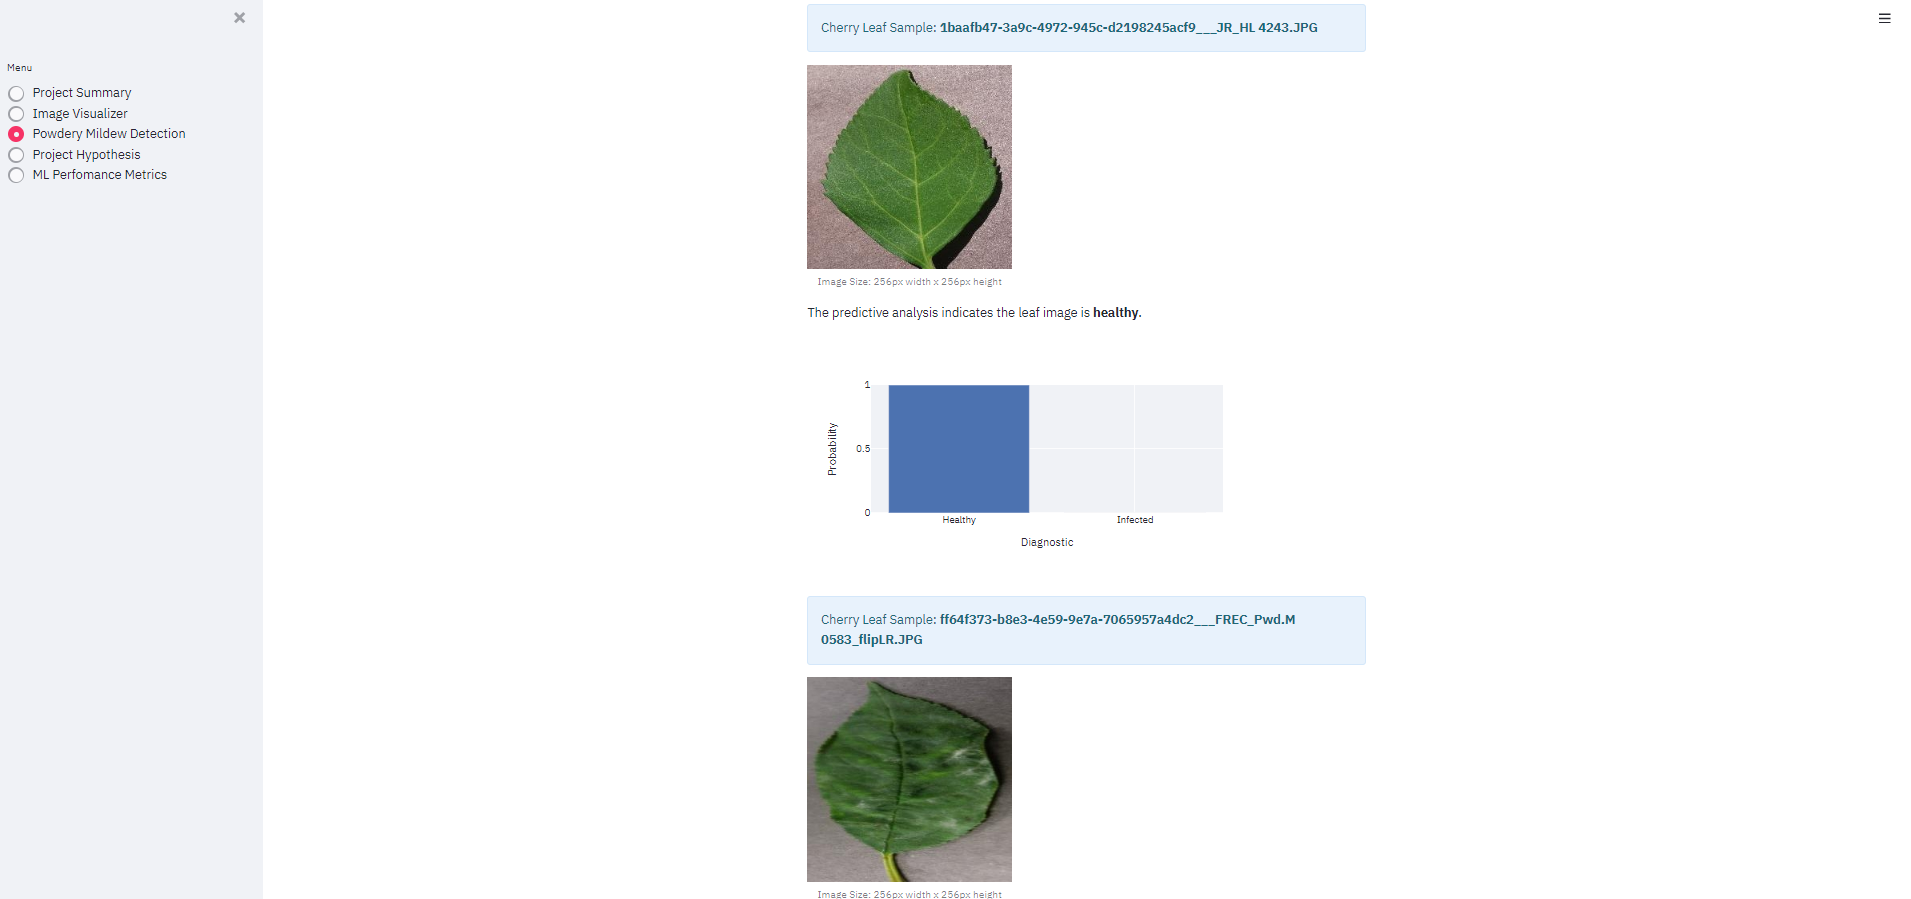 Menu
Project Summary
Image Visualizer
Powdery Mildew Detection
Project Hypothesis
ML Perfomance Metrics
Cherry Leaf Sample: 1baafb47-3a9c-4972-945c-d2198245acf9___JR_HL 4243.JPG
Image Size: 256px width x 256px height
The predictive analysis indicates the leaf image is healthy.
1
0.5
0
Probability
Healthy Infected
Diagnostic
Cherry Leaf Sample: ff64f373-b8e3-4e59-9e7a-7065957a4dc2___FREC_Pwd.M
0583_flipLR.JPG
Image Size: 256px width x 256px height